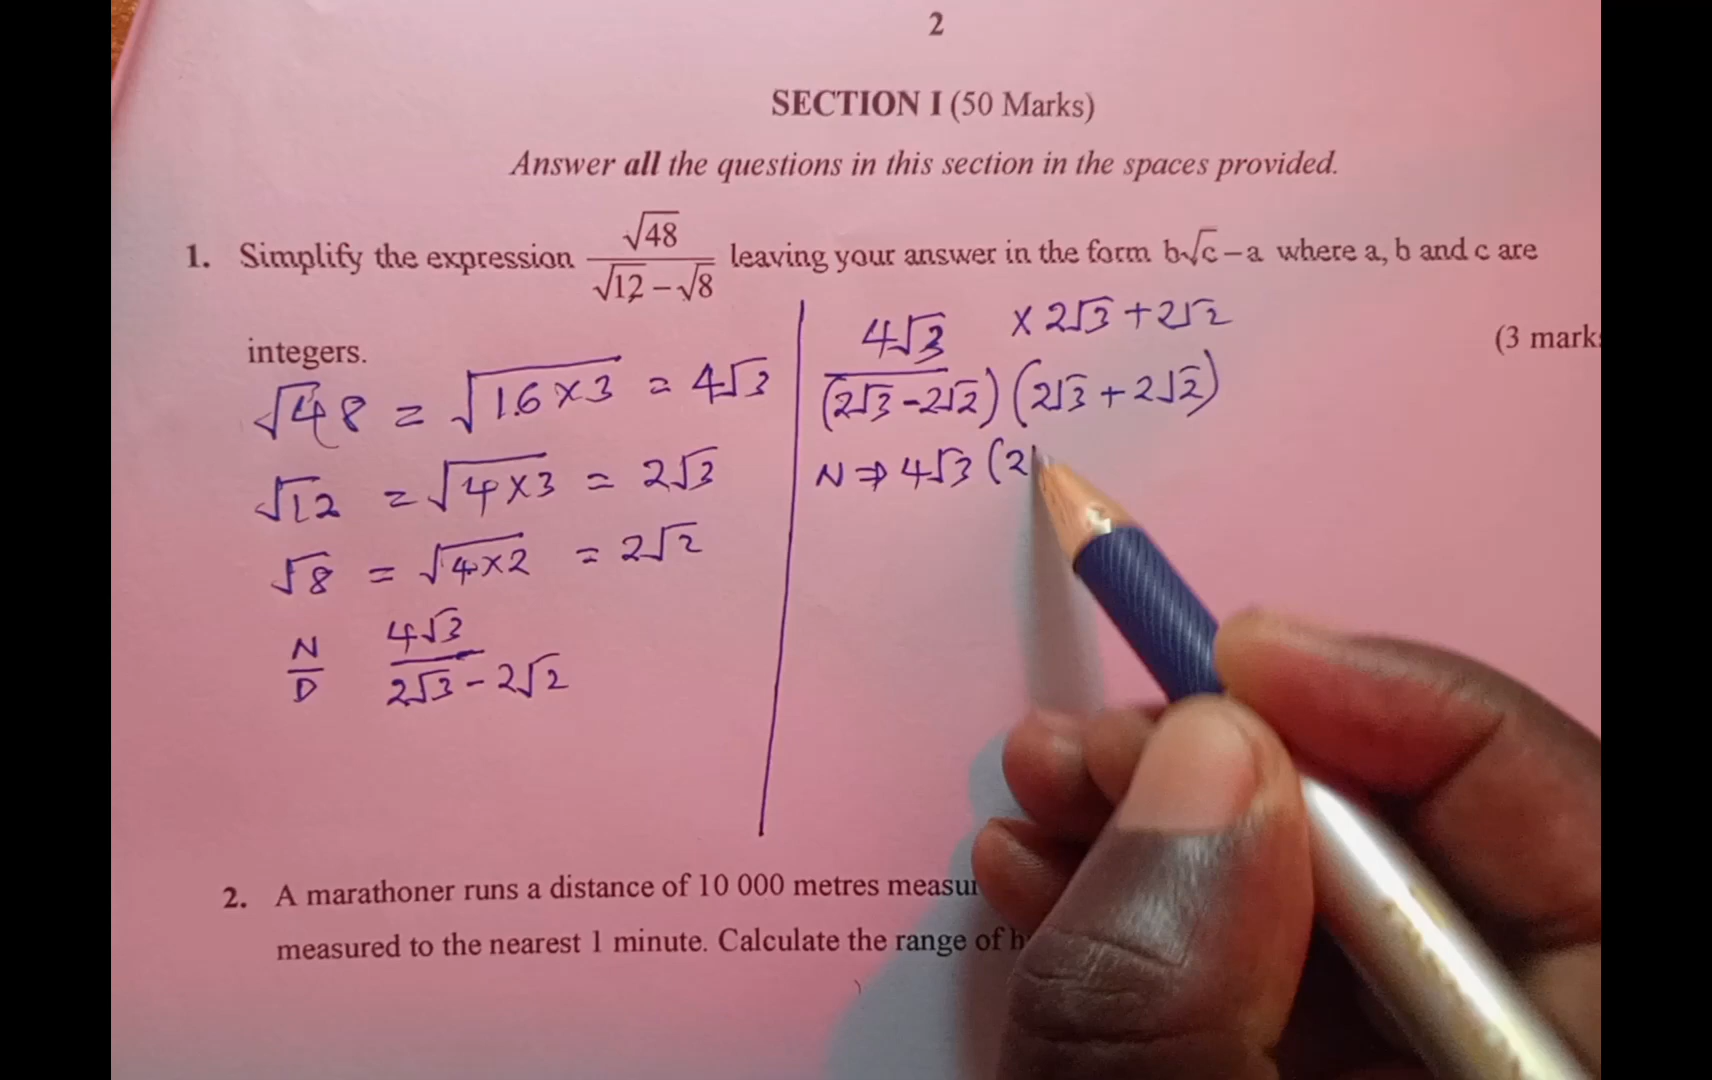 2
SECTION I (50 Marks)
Answer all the questions in this section in the spaces provided.
1. Simplify the expression √48 / (√12 – √8) leaving your answer in the form b√c – a where a, b and c are
integers.
(3 marks
√48 = √16×3 = 4√3
√12 = √4×3 = 2√3
√8 = √4×2 = 2√2
N/D 4√3 / 2√3 - 2√2
4√3 × 2√3 + 2√2
(2√3 - 2√2) (2√3 + 2√2)
N ⇒ 4√3 (2
2. A marathoner runs a distance of 10 000 metres
measured to the nearest 1 minute. Calculate the range of